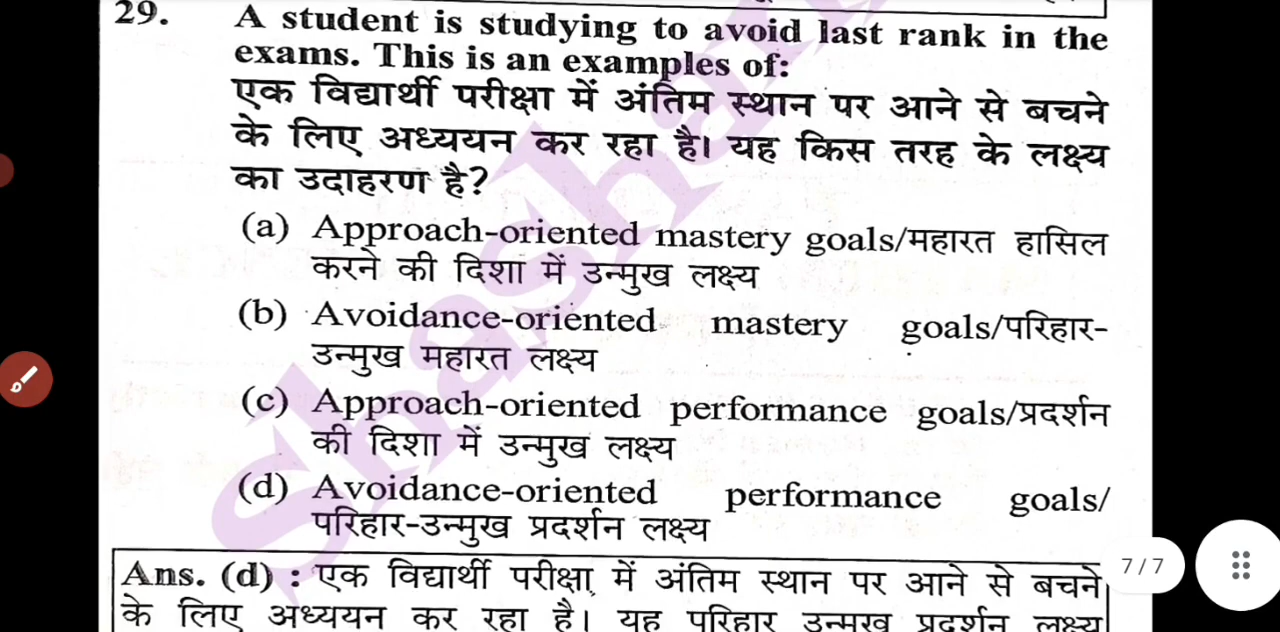 29. A student is studying to avoid last rank in the
exams. This is an examples of:
एक विद्यार्थी परीक्षा में अंतिम स्थान पर आने से बचने
के लिए अध्ययन कर रहा है। यह किस तरह के लक्ष्य
का उदाहरण है?
(a) Approach-oriented mastery goals/महारत हासिल
करने की दिशा में उन्मुख लक्ष्य
(b) Avoidance-oriented mastery goals/परिहार-
उन्मुख महारत लक्ष्य
(c) Approach-oriented performance goals/प्रदर्शन
की दिशा में उन्मुख लक्ष्य
(d) Avoidance-oriented performance goals/
परिहार-उन्मुख प्रदर्शन लक्ष्य
Ans. (d) : एक विद्यार्थी परीक्षा में अंतिम स्थान पर आने से बचने
के लिए अध्ययन कर रहा है। यह परिहार उन्मुख प्रदर्शन लक्ष्य
7/7